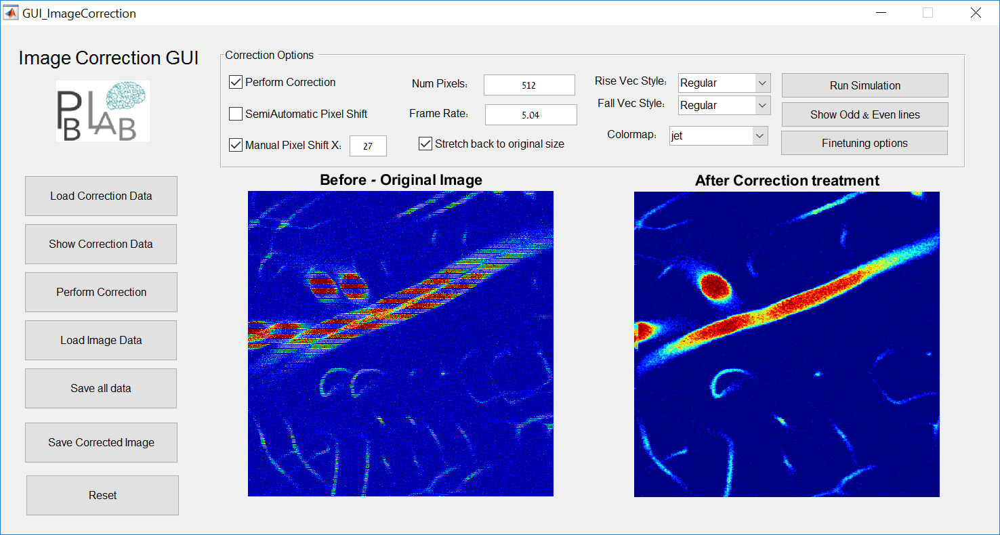 GUI_ImageCorrection
Image Correction GUI
P L
B LAB
Correction Options
Perform Correction
SemiAutomatic Pixel Shift
Manual Pixel Shift X: 27
Num Pixels: 512
Frame Rate: 5.04
Stretch back to original size
Rise Vec Style: Regular
Fall Vec Style: Regular
Colormap: jet
Run Simulation
Show Odd & Even lines
Finetuning options
Load Correction Data
Show Correction Data
Perform Correction
Load Image Data
Save all data
Save Corrected Image
Reset
Before - Original Image
After Correction treatment